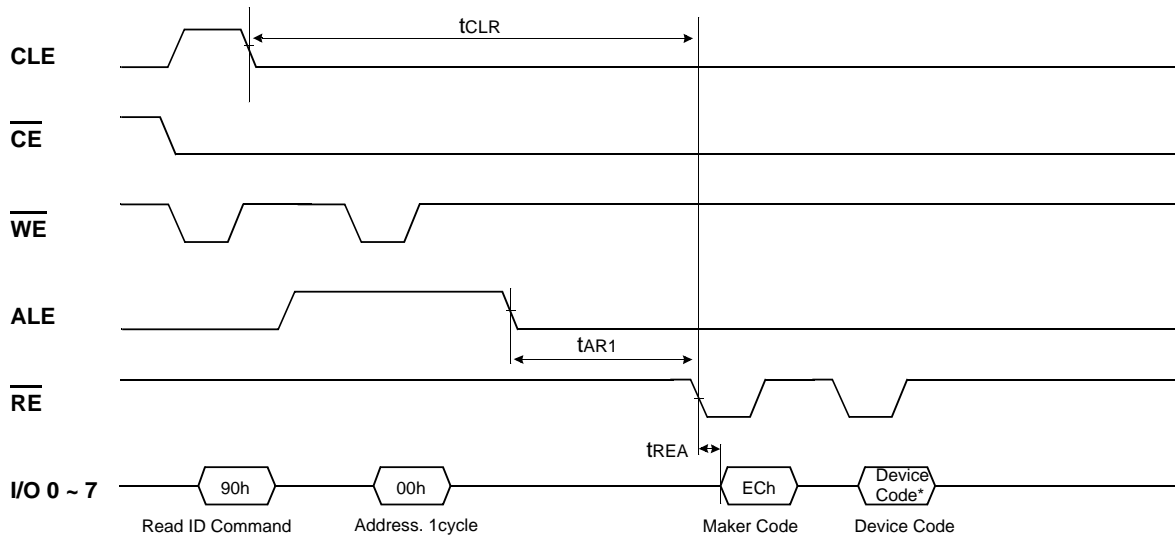 tCLR
CLE
CE
WE
ALE
tAR1
RE
tREA
I/O 0 ~ 7
90h
00h
ECh
Device
Code*
Read ID Command
Address. 1cycle
Maker Code
Device Code